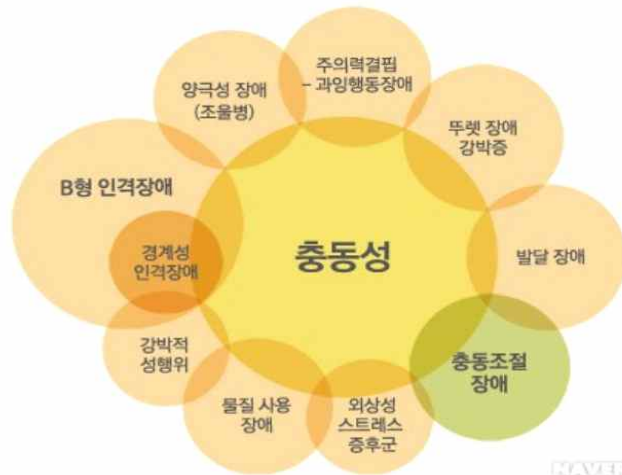 주의력결핍
– 과잉행동장애
양극성 장애
(조울병)
뚜렛 장애
강박증
B형 인격장애
경계성
인격장애
충동성
발달 장애
강박적
성행위
충동조절
장애
물질 사용
장애
외상성
스트레스
증후군
NAVER